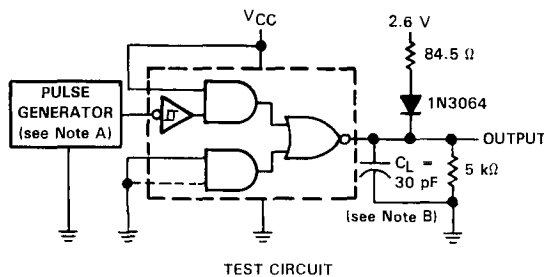 VCC
2.6 V
84.5 Ω
1N3064
PULSE
GENERATOR
(see Note A)
OUTPUT
CL =
30 pF
5 kΩ
(see Note B)
TEST CIRCUIT